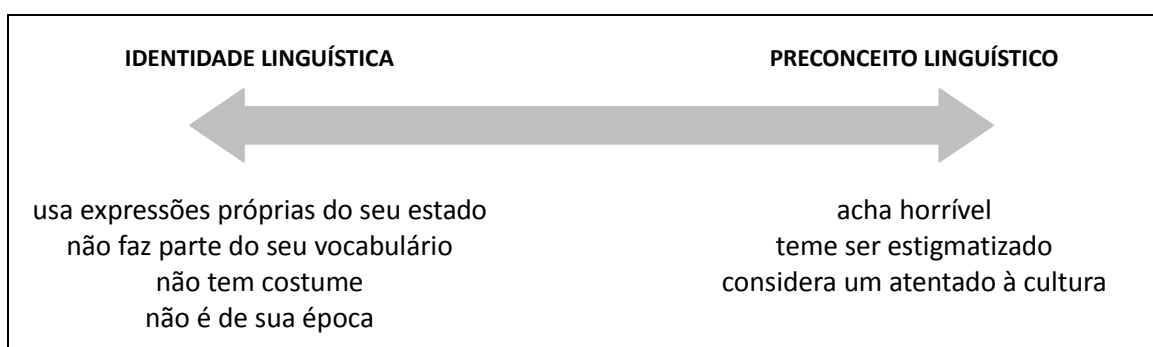 IDENTIDADE LINGUÍSTICA
PRECONCEITO LINGUÍSTICO
usa expressões próprias do seu estado
não faz parte do seu vocabulário
não tem costume
não é de sua época
acha horrível
teme ser estigmatizado
considera um atentado à cultura